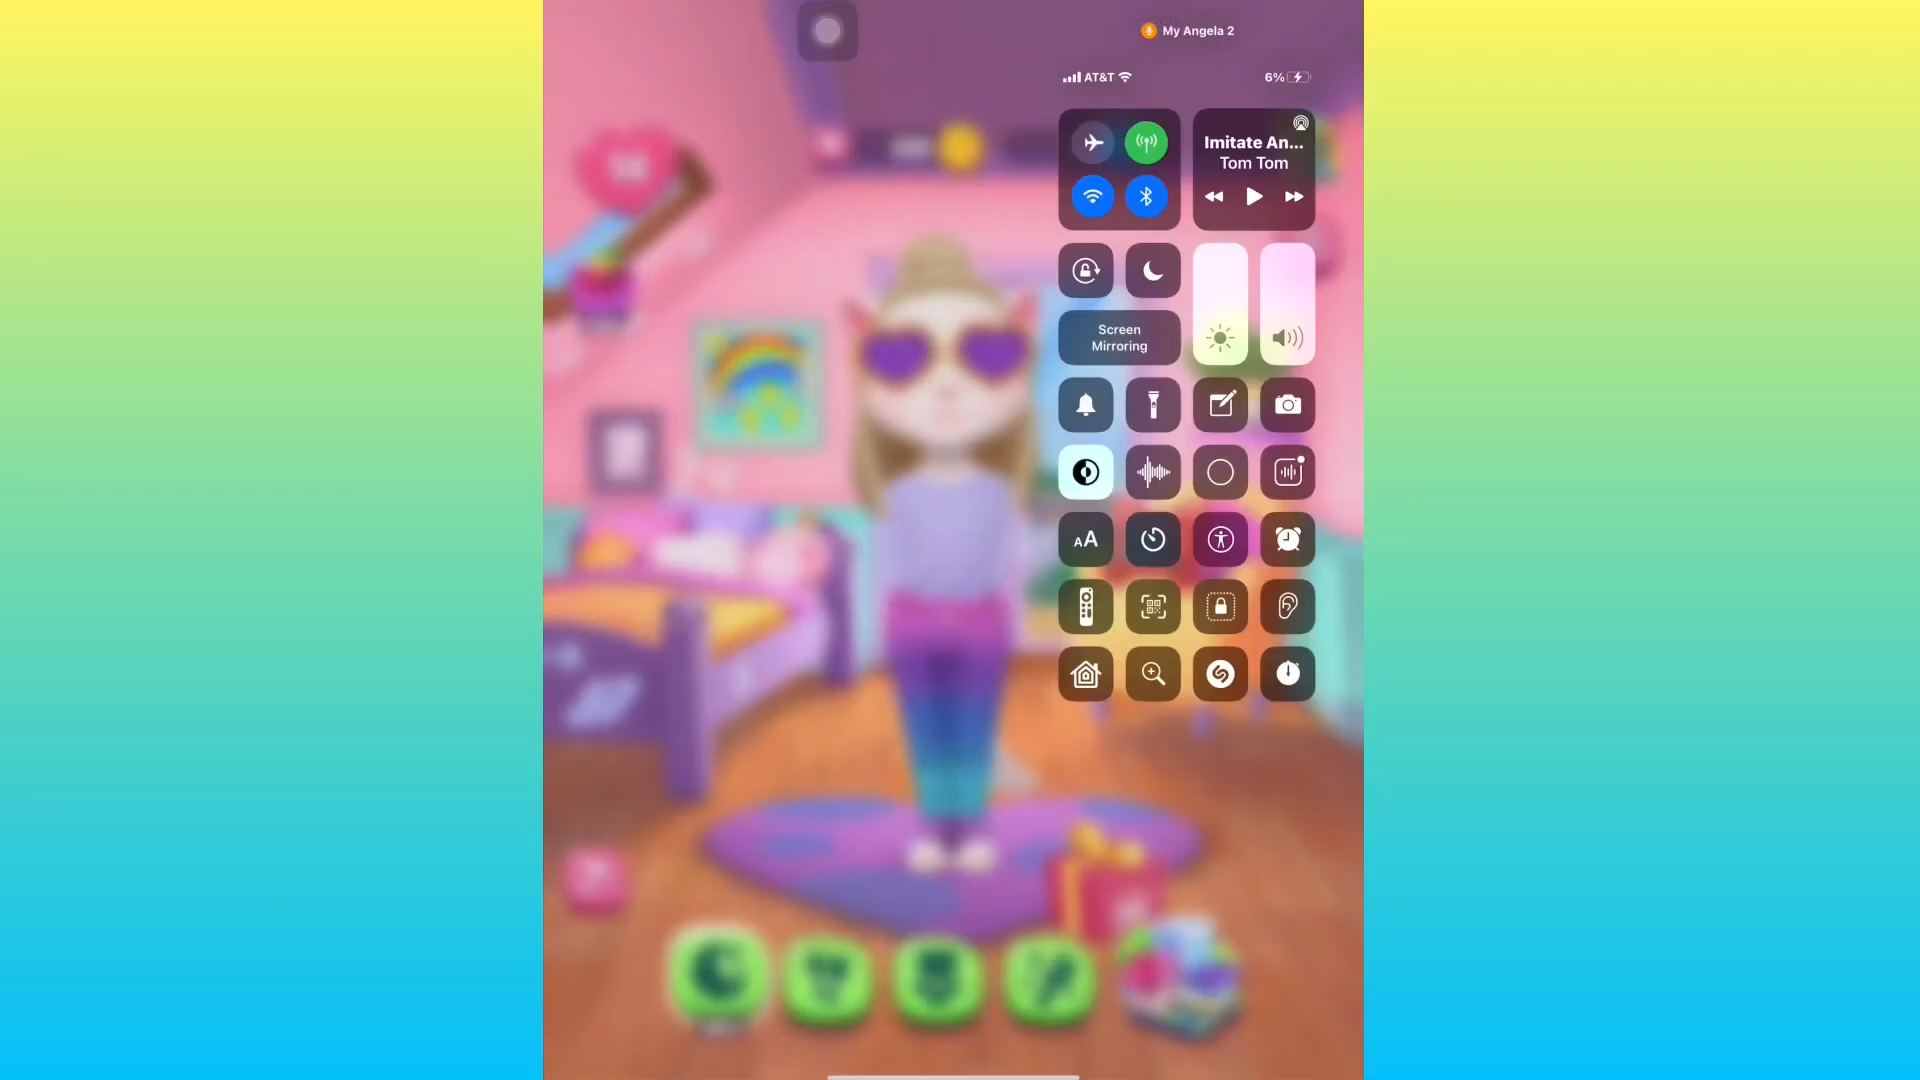 My Angela 2
AT&T
6%
Imitate An...
Tom Tom
Screen
Mirroring
AA